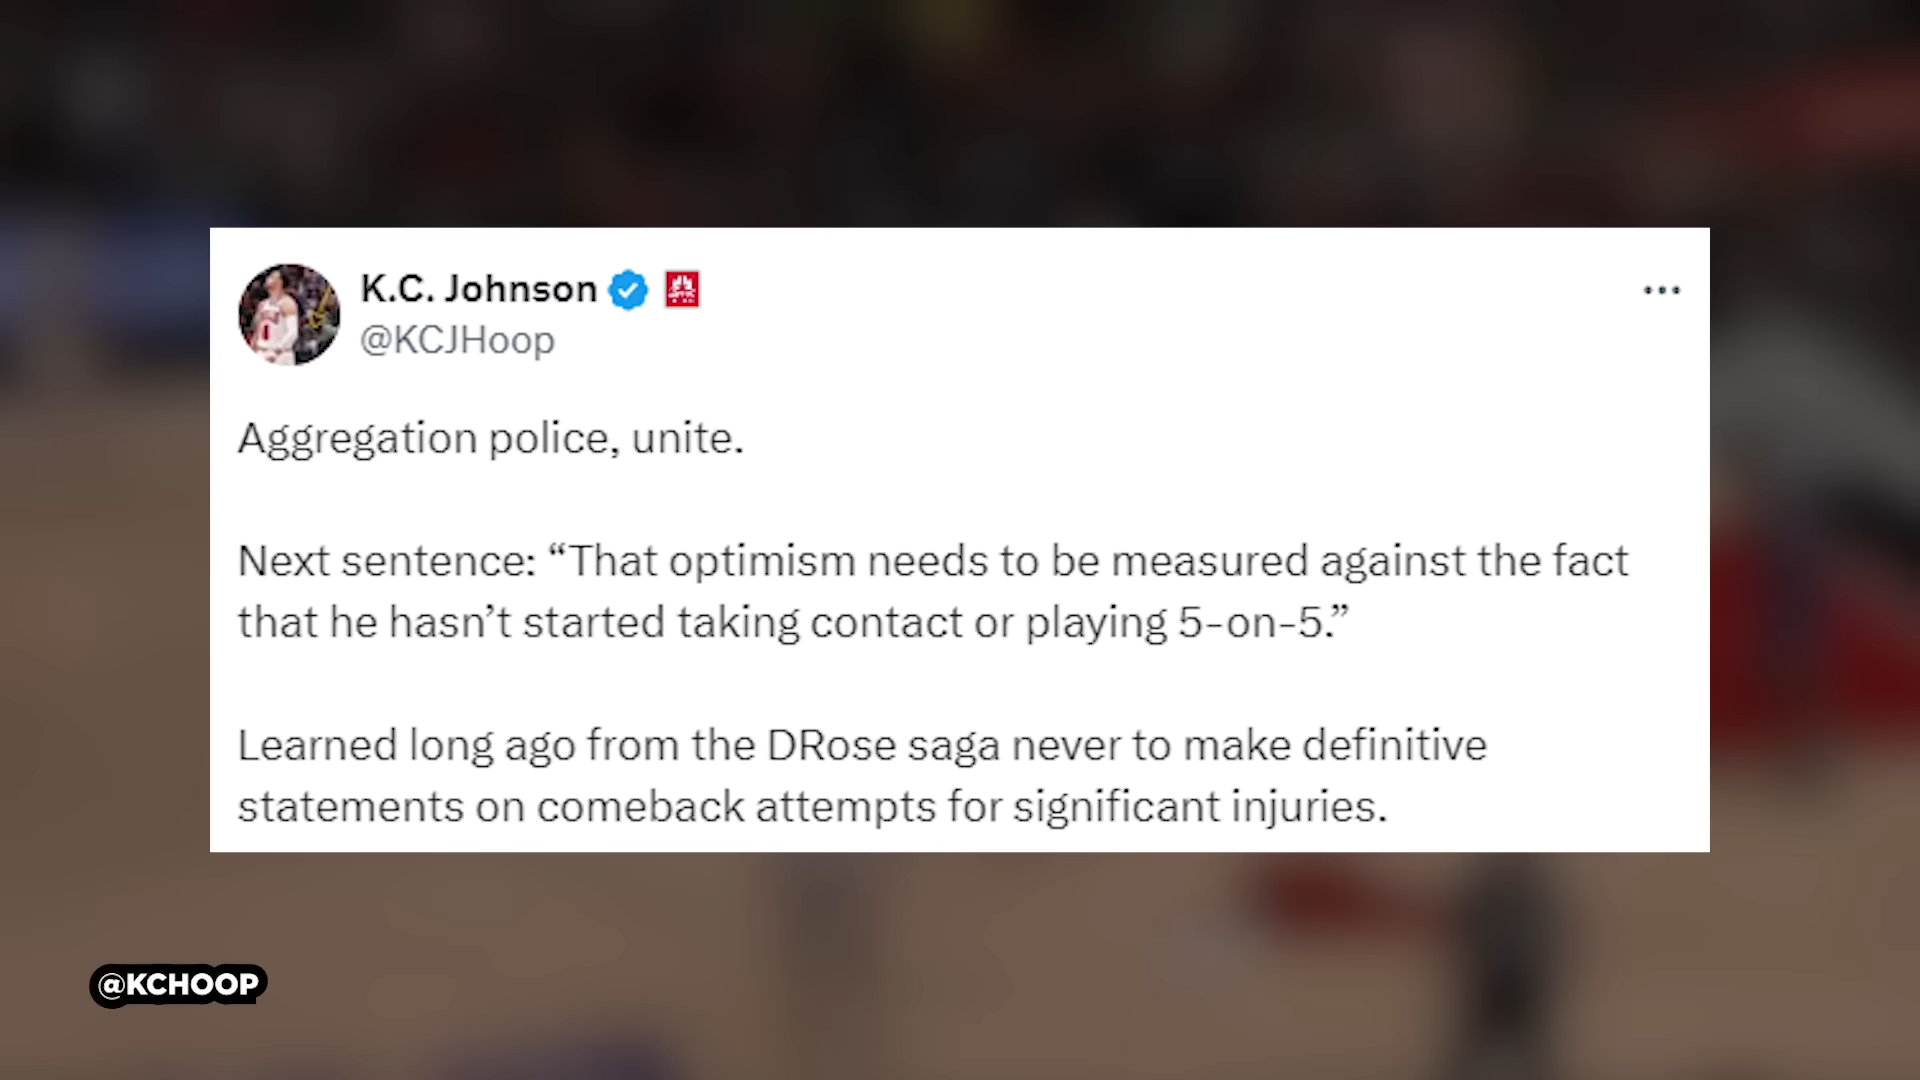 K.C. Johnson
@KCJHoop
Aggregation police, unite.
Next sentence: “That optimism needs to be measured against the fact
that he hasn’t started taking contact or playing 5-on-5.”
Learned long ago from the DRose saga never to make definitive
statements on comeback attempts for significant injuries.
@KCHOOP